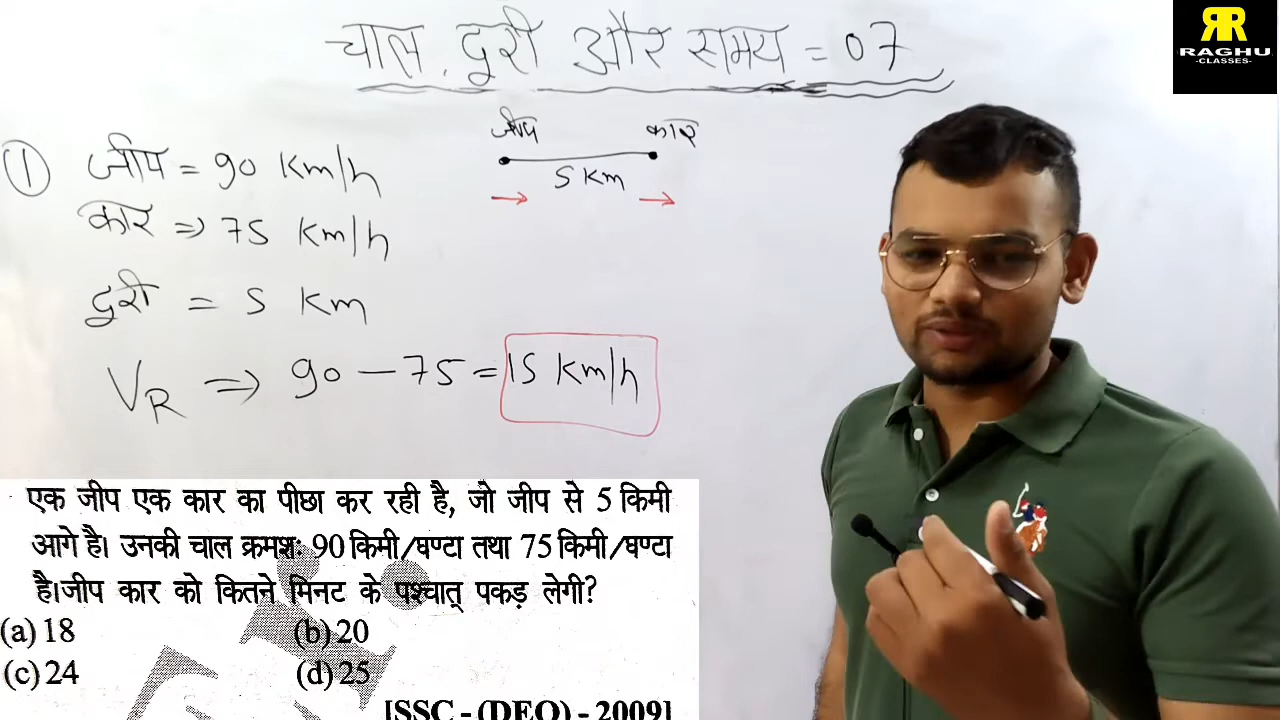 चाल, दूरी और समय = 07
RR
RAGHU
-CLASSES-
जीप कार
5 Km
① जीप = 90 Km/h
कार => 75 Km/h
दूरी = 5 Km
VR => 90 - 75 = 15 Km/h
एक जीप एक कार का पीछा कर रही है, जो जीप से 5 किमी
आगे है। उनकी चाल क्रमशः 90 किमी/घण्टा तथा 75 किमी/घण्टा
है।जीप कार को कितने मिनट के पश्चात् पकड़ लेगी?
(a) 18 (b) 20
(c) 24 (d) 25
[SSC - (DEO) - 2009]